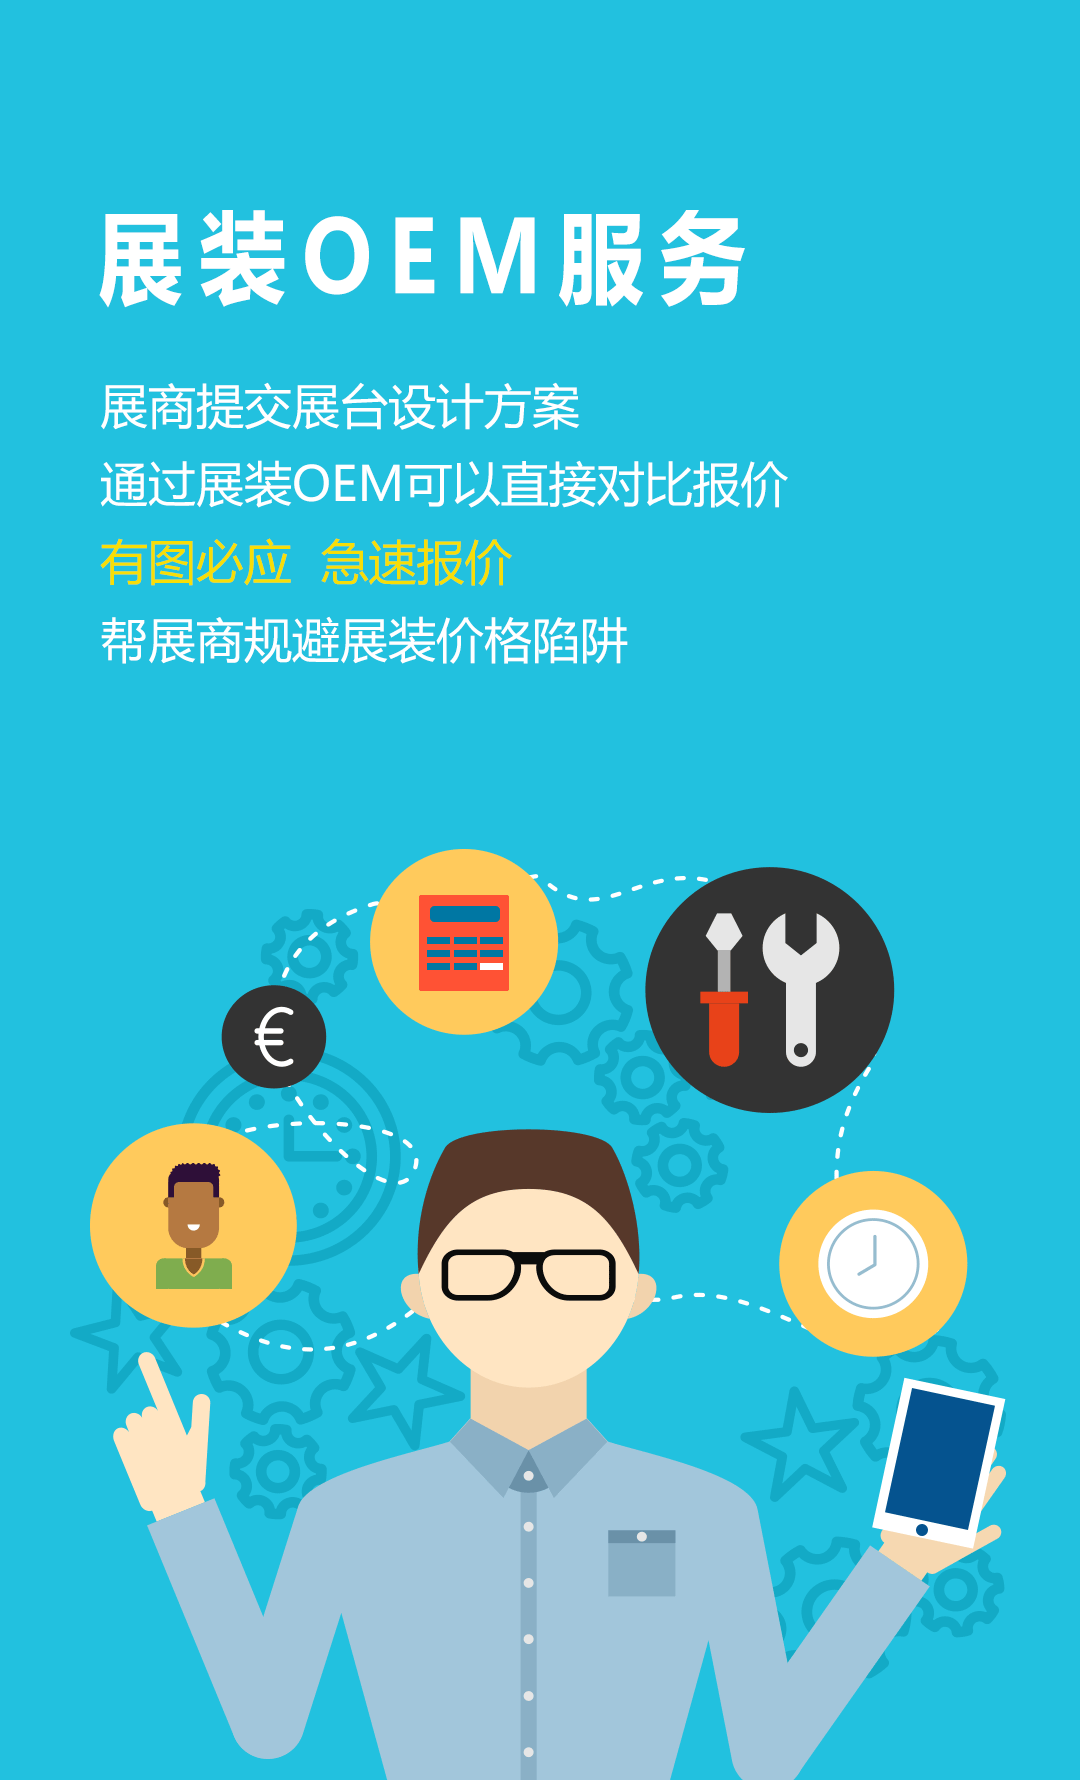 展装OEM服务
展商提交展台设计方案
通过展装OEM可以直接对比报价
有图必应 急速报价
帮展商规避展装价格陷阱
€